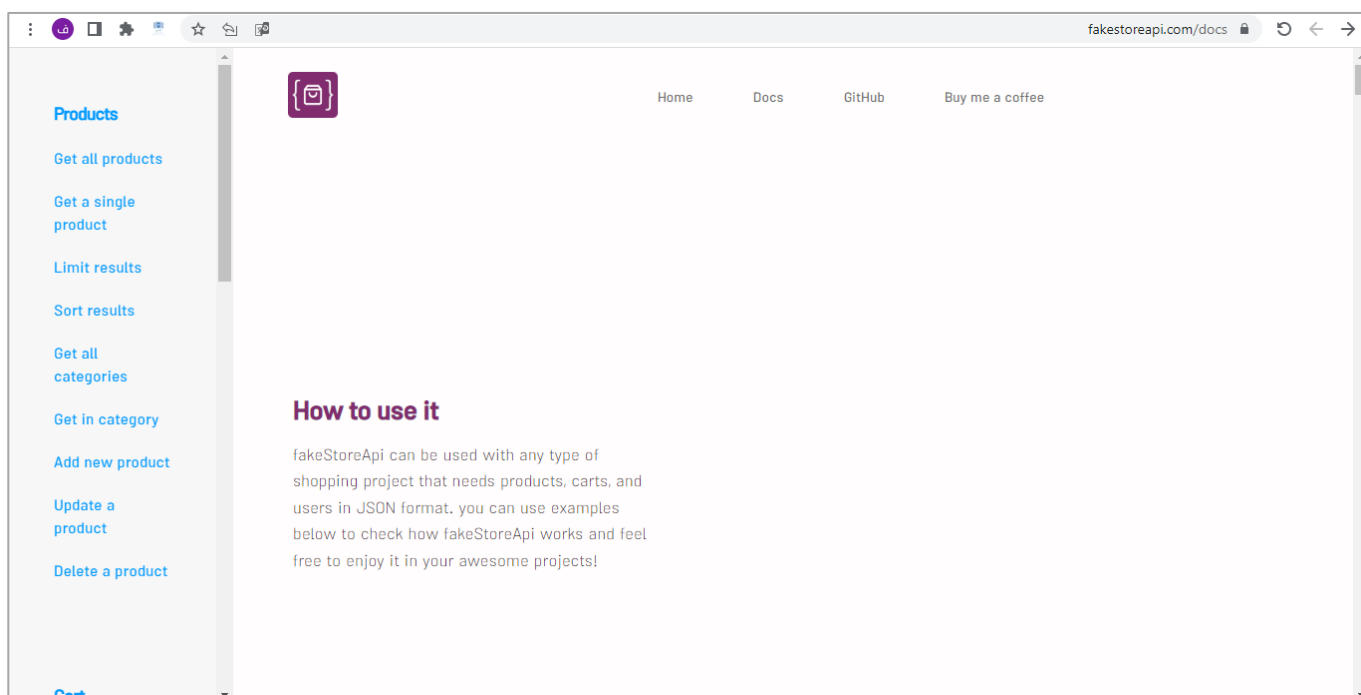 ف
fakestoreapi.com/docs
Products
Get all products
Get a single
product
Limit results
Sort results
Get all
categories
Get in category
Add new product
Update a
product
Delete a product
Cart
Home Docs GitHub Buy me a coffee
How to use it
fakeStoreApi can be used with any type of
shopping project that needs products, carts, and
users in JSON format. you can use examples
below to check how fakeStoreApi works and feel
free to enjoy it in your awesome projects!